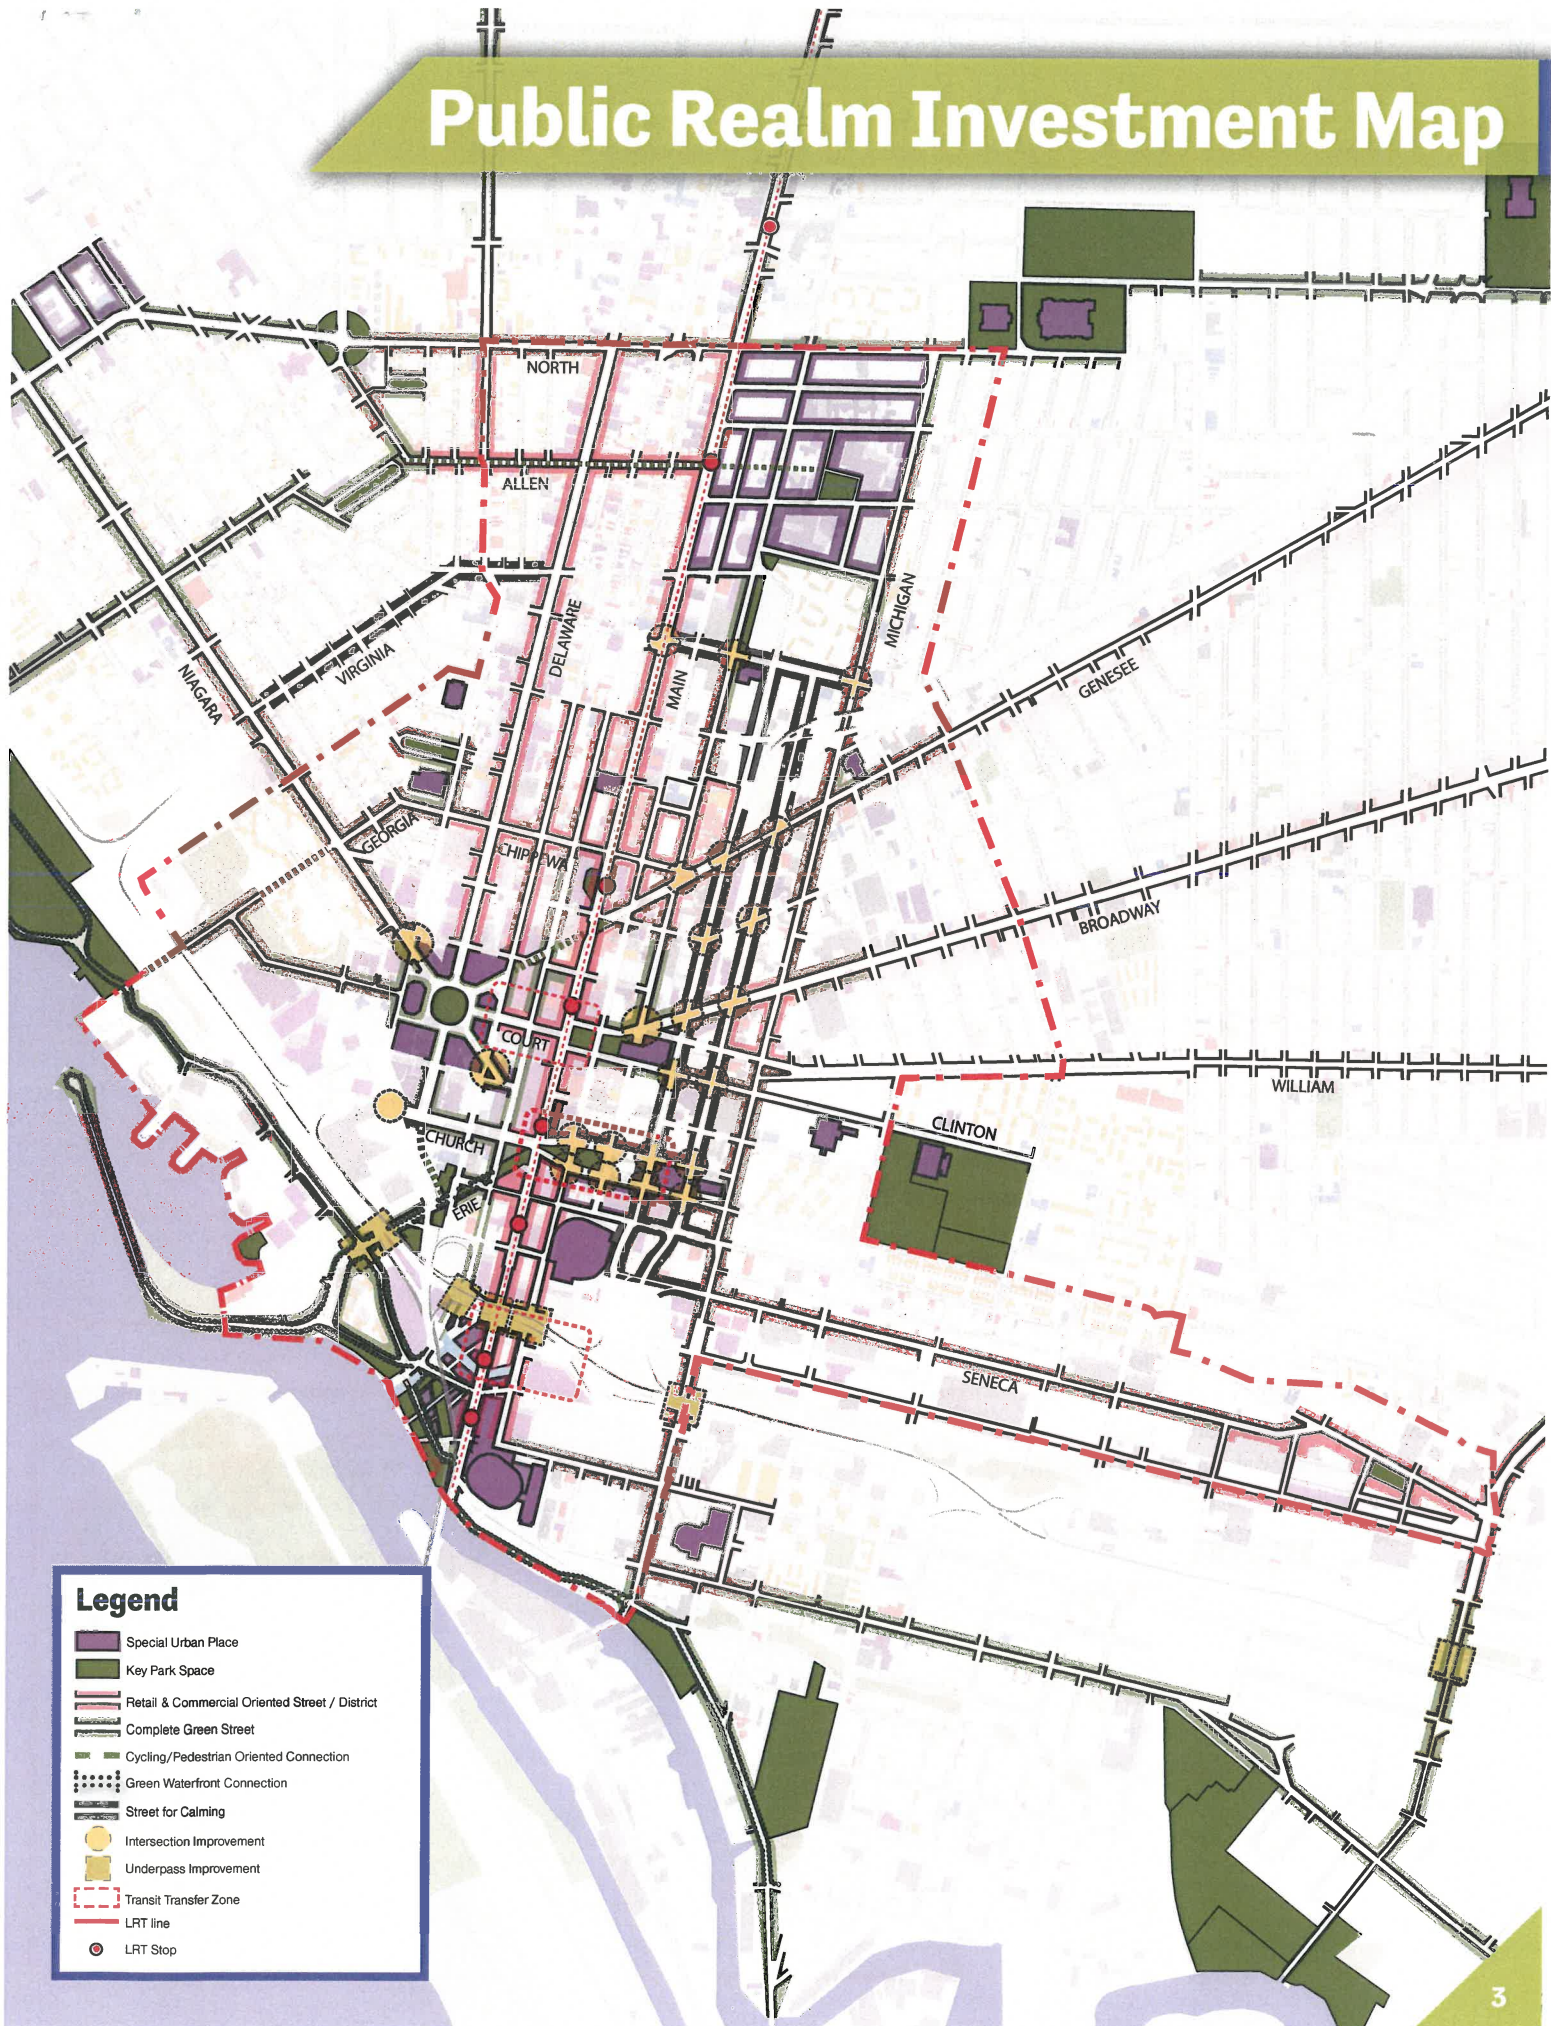 Public Realm Investment Map
NORTH
ALLEN
DELAWARE
MICHIGAN
VIRGINIA
NIAGARA
MAIN
GENESEE
GEORGIA
CHIPPEWA
BROADWAY
COURT
WILLIAM
CLINTON
CHURCH
ERIE
SENECA
Legend
Special Urban Place
Key Park Space
Retail & Commercial Oriented Street / District
Complete Green Street
Cycling/Pedestrian Oriented Connection
Green Waterfront Connection
Street for Calming
Intersection Improvement
Underpass Improvement
Transit Transfer Zone
LRT line
LRT Stop
3